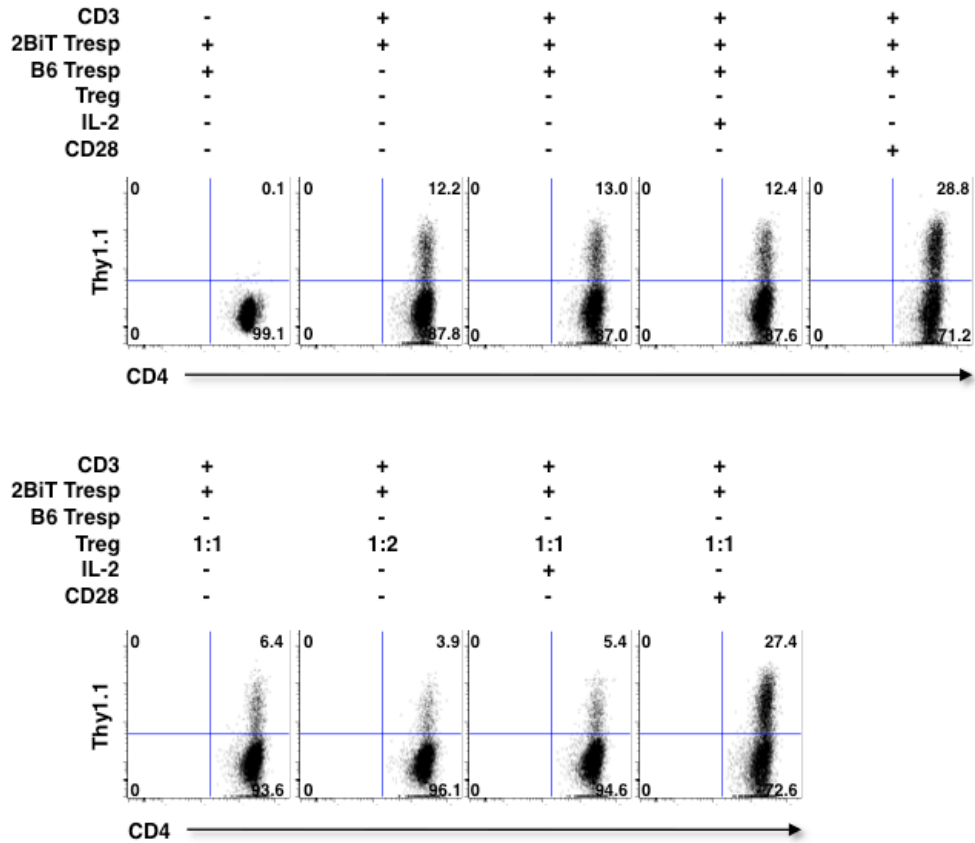 CD3 - + + + +
2BiT Tresp + + + + +
B6 Tresp + - + + +
Treg - - - - -
IL-2 - - - + -
CD28 - - - - +
0 0.1 0 12.2 0 13.0 0 12.4 0 28.8
Thy1.1
0 99.1 0 87.8 0 87.0 0 87.6 0 71.2
CD4
CD3 + + + +
2BiT Tresp + + + +
B6 Tresp - - - -
Treg 1:1 1:2 1:1 1:1
IL-2 - - + -
CD28 - - - +
0 6.4 0 3.9 0 5.4 0 27.4
Thy1.1
0 93.6 0 96.1 0 94.6 0 72.6
CD4